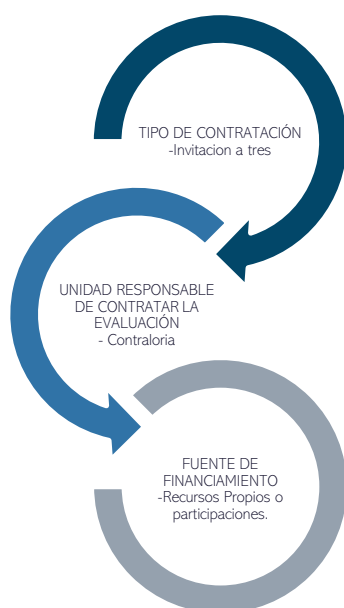 TIPO DE CONTRATACIÓN
-Invitacion a tres
UNIDAD RESPONSABLE
DE CONTRATAR LA
EVALUACIÓN
- Contraloria
FUENTE DE
FINANCIAMIENTO
-Recursos Propios o
participaciones.